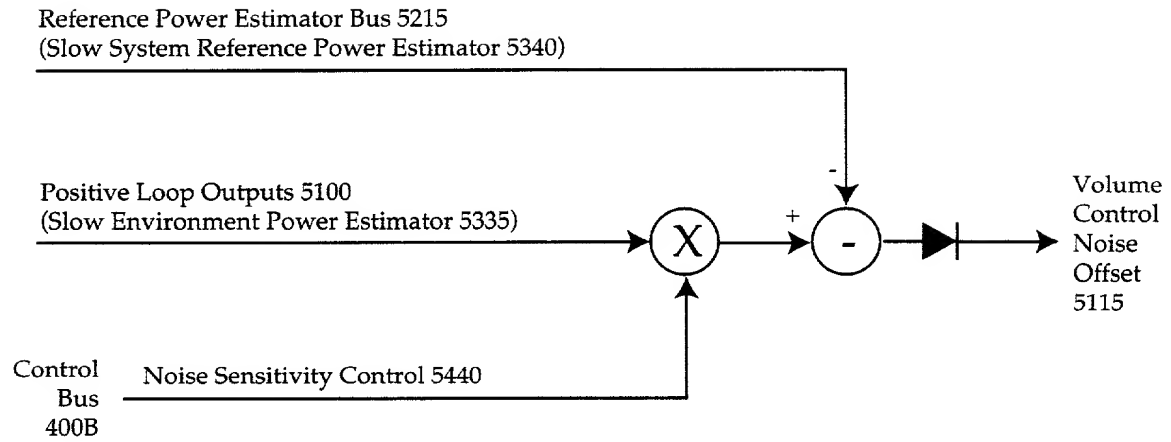 Reference Power Estimator Bus 5215
(Slow System Reference Power Estimator 5340)
-
Positive Loop Outputs 5100
(Slow Environment Power Estimator 5335)
X
+
-
Volume
Control
Noise
Offset
5115
Control
Bus
400B
Noise Sensitivity Control 5440